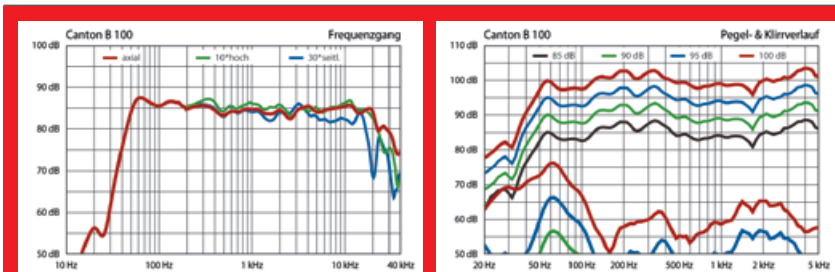 Canton B 100 Frequenzgang
100 dB
axial 10°hoch 30°seitl.
90 dB
80 dB
70 dB
60 dB
50 dB
10 Hz 100 Hz 1 kHz 10 kHz 40 kHz
Canton B 100 Pegel- & Klirrverlauf
110 dB
85 dB 90 dB 95 dB 100 dB
100 dB
90 dB
80 dB
70 dB
60 dB
50 dB
20 Hz 50 Hz 100 Hz 200 Hz 500 Hz 1 kHz 2 kHz 5 kHz